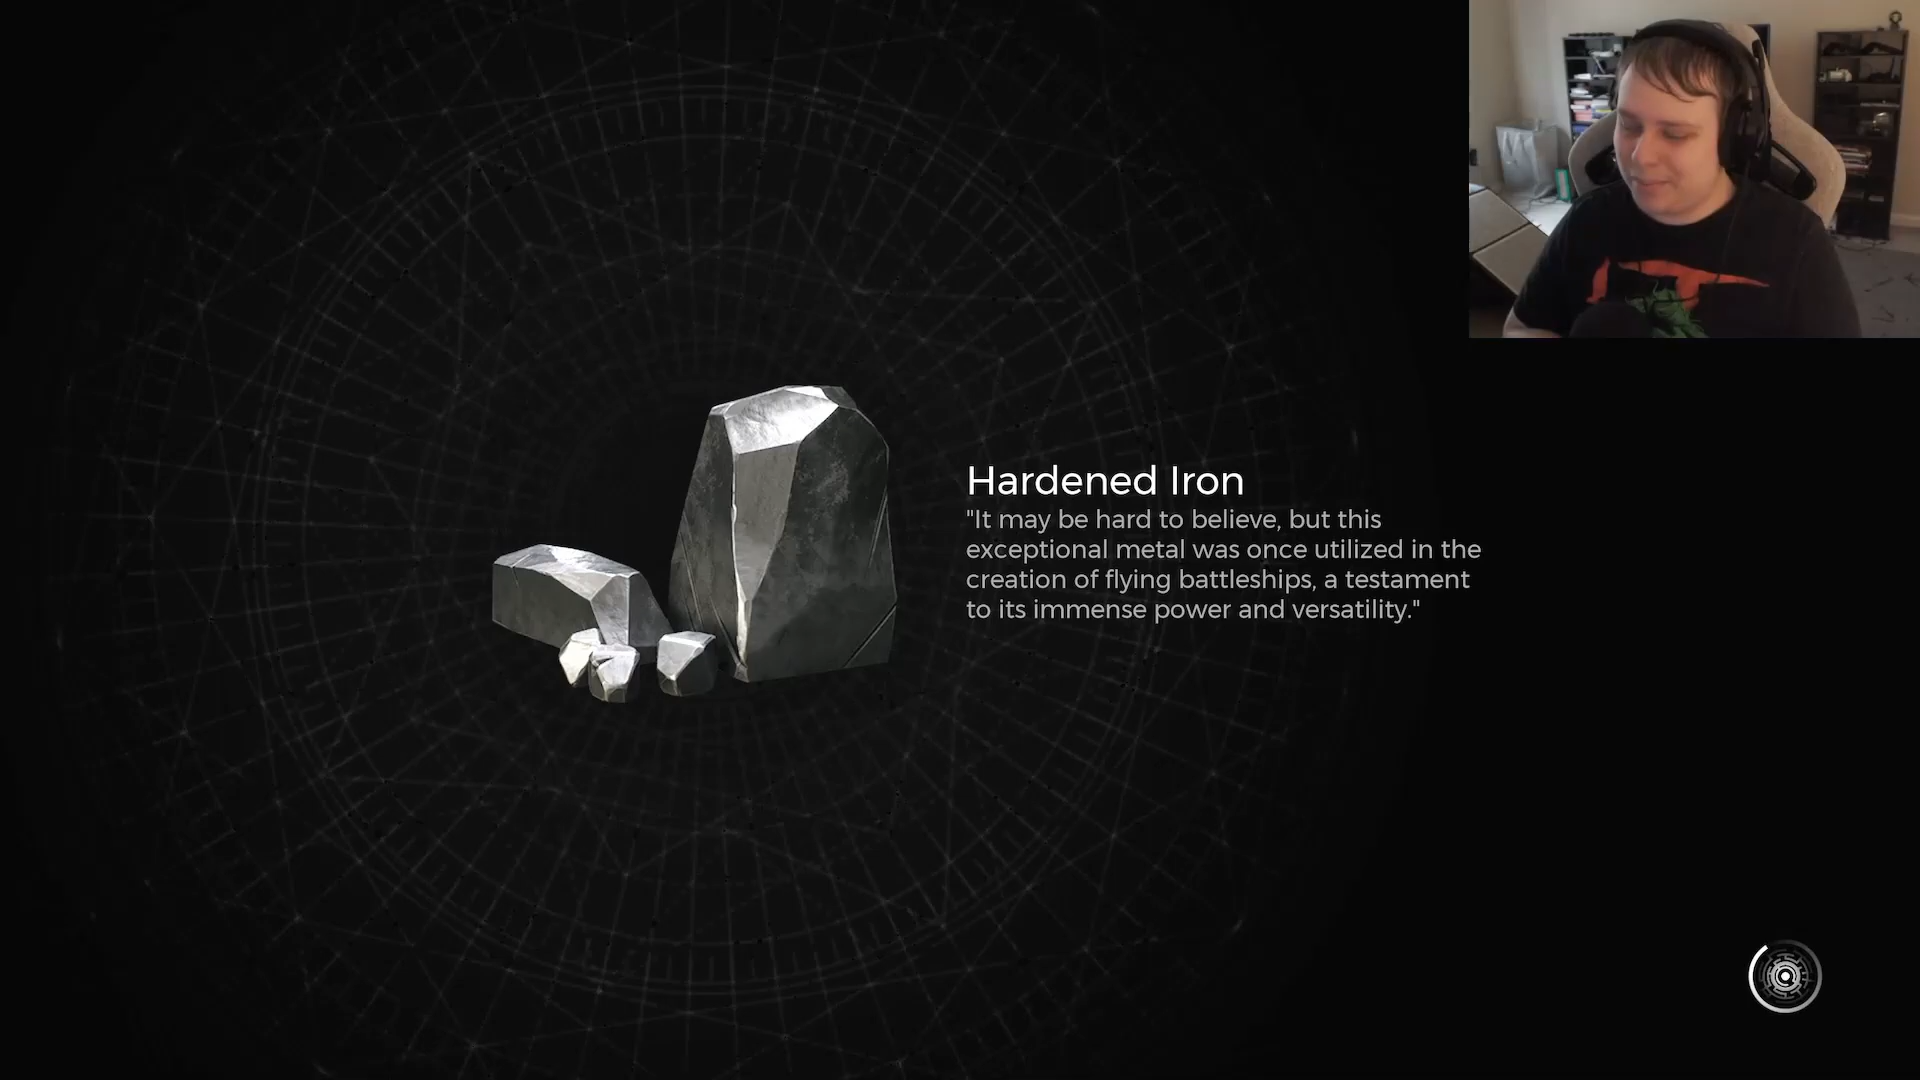 Hardened Iron
"It may be hard to believe, but this
exceptional metal was once utilized in the
creation of flying battleships, a testament
to its immense power and versatility."